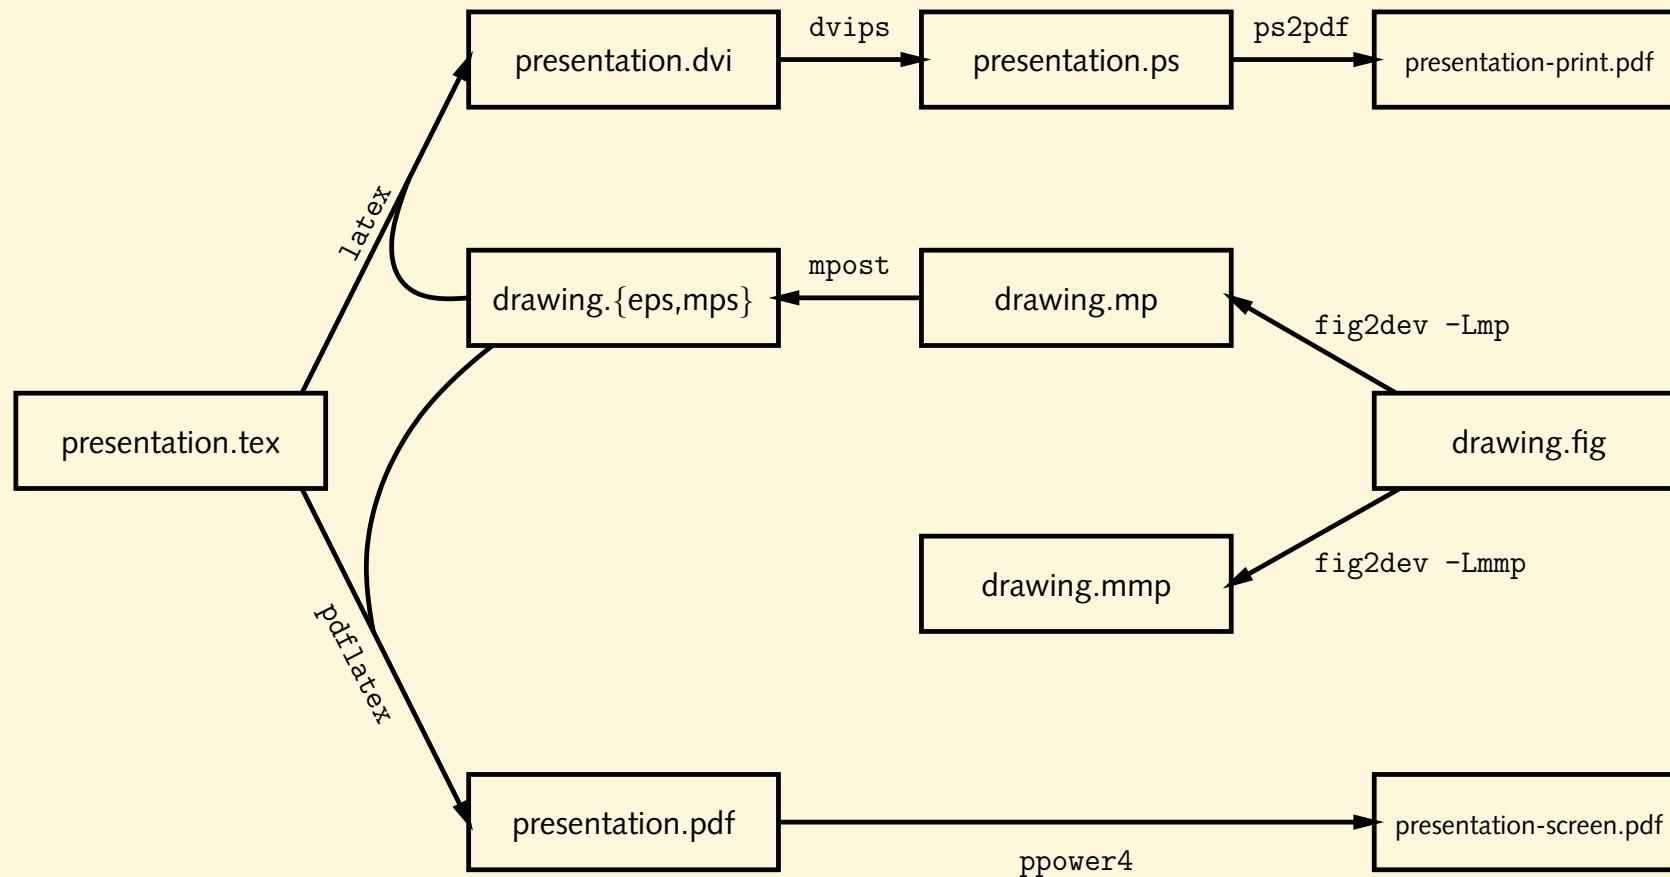 dvips
ps2pdf
presentation.dvi
presentation.ps
presentation-print.pdf
latex
mpost
drawing.{eps,mps}
drawing.mp
fig2dev -Lmp
presentation.tex
drawing.fig
fig2dev -Lmmp
drawing.mmp
pdflatex
presentation.pdf
presentation-screen.pdf
ppower4